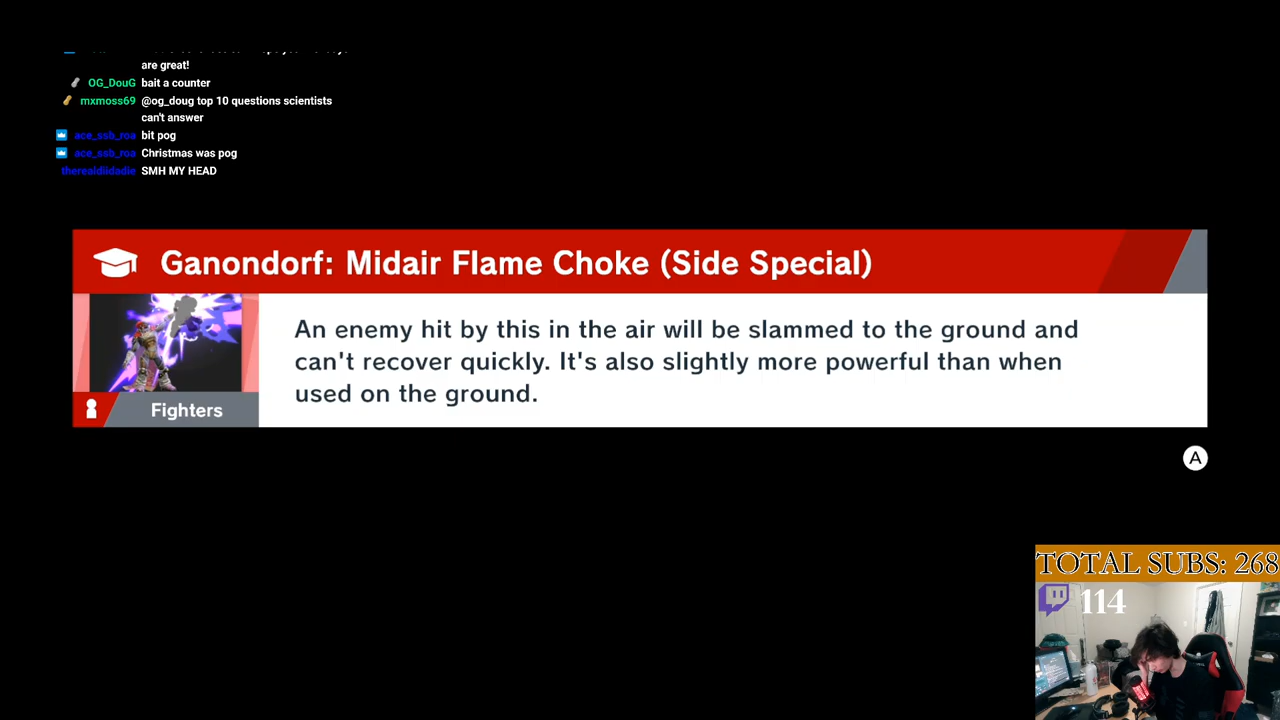 are great!
OG_DouG bait a counter
mxmoss69 @og_doug top 10 questions scientists
can't answer
ace_ssb_roa bit pog
ace_ssb_roa Christmas was pog
therealdiidadie SMH MY HEAD
Ganondorf: Midair Flame Choke (Side Special)
An enemy hit by this in the air will be slammed to the ground and
can't recover quickly. It's also slightly more powerful than when
used on the ground.
Fighters
A
TOTAL SUBS: 268
114